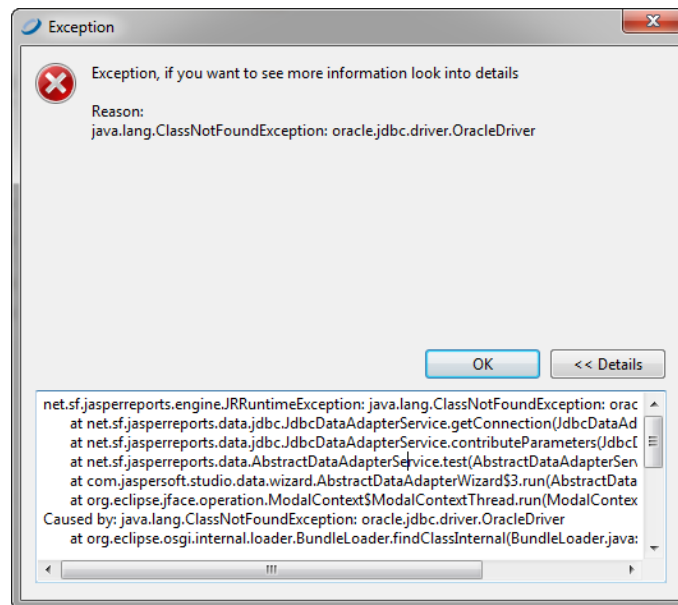 Exception
Exception, if you want to see more information look into details
Reason:
java.lang.ClassNotFoundException: oracle.jdbc.driver.OracleDriver
OK
<< Details
net.sf.jasperreports.engine.JRRuntimeException: java.lang.ClassNotFoundException: orac
at net.sf.jasperreports.data.jdbc.JdbcDataAdapterService.getConnection(JdbcDataAd
at net.sf.jasperreports.data.jdbc.JdbcDataAdapterService.contributeParameters(JdbcD
at net.sf.jasperreports.data.AbstractDataAdapterService.test(AbstractDataAdapterServ
at com.jaspersoft.studio.data.wizard.AbstractDataAdapterWizard$3.run(AbstractData
at org.eclipse.jface.operation.ModalContext$ModalContextThread.run(ModalContex
Caused by: java.lang.ClassNotFoundException: oracle.jdbc.driver.OracleDriver
at org.eclipse.osgi.internal.loader.BundleLoader.findClassInternal(BundleLoader.java: